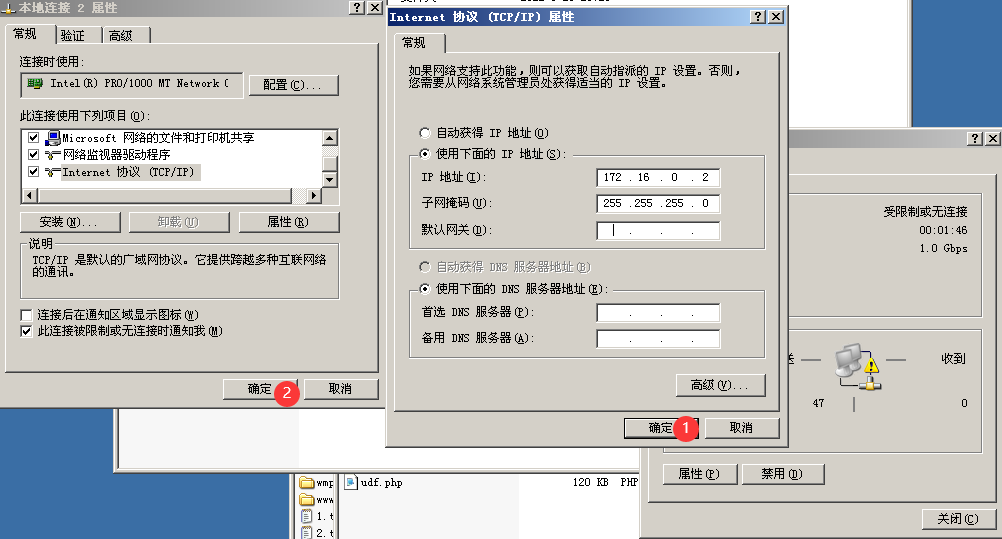 本地连接 2 属性
常规
验证
高级
连接时使用:
Intel(R) PRO/1000 MT Network C
配置(C)...
此连接使用下列项目(O):
Microsoft 网络的文件和打印机共享
网络监视器驱动程序
Internet 协议 (TCP/IP)
安装(N)...
卸载(U)
属性(R)
说明
TCP/IP 是默认的广域网协议。它提供跨越多种互联网络
的通讯。
连接后在通知区域显示图标(W)
此连接被限制或无连接时通知我(M)
确定
2
取消
Internet 协议 (TCP/IP) 属性
常规
如果网络支持此功能，则可以获取自动指派的 IP 设置。否则，
您需要从网络系统管理员处获得适当的 IP 设置。
自动获得 IP 地址(O)
使用下面的 IP 地址(S):
IP 地址(I):
172 . 16 . 0 . 2
子网掩码(U):
255 .255 .255 . 0
默认网关(D):
自动获得 DNS 服务器地址(B)
使用下面的 DNS 服务器地址(E):
首选 DNS 服务器(P):
备用 DNS 服务器(A):
高级(V)...
确定
1
取消
受限制或无连接
00:01:46
1.0 Gbps
收到
47
0
属性(P)
禁用(D)
关闭(C)
wmp
www
1.t
2.t
udf.php
120 KB
PHP